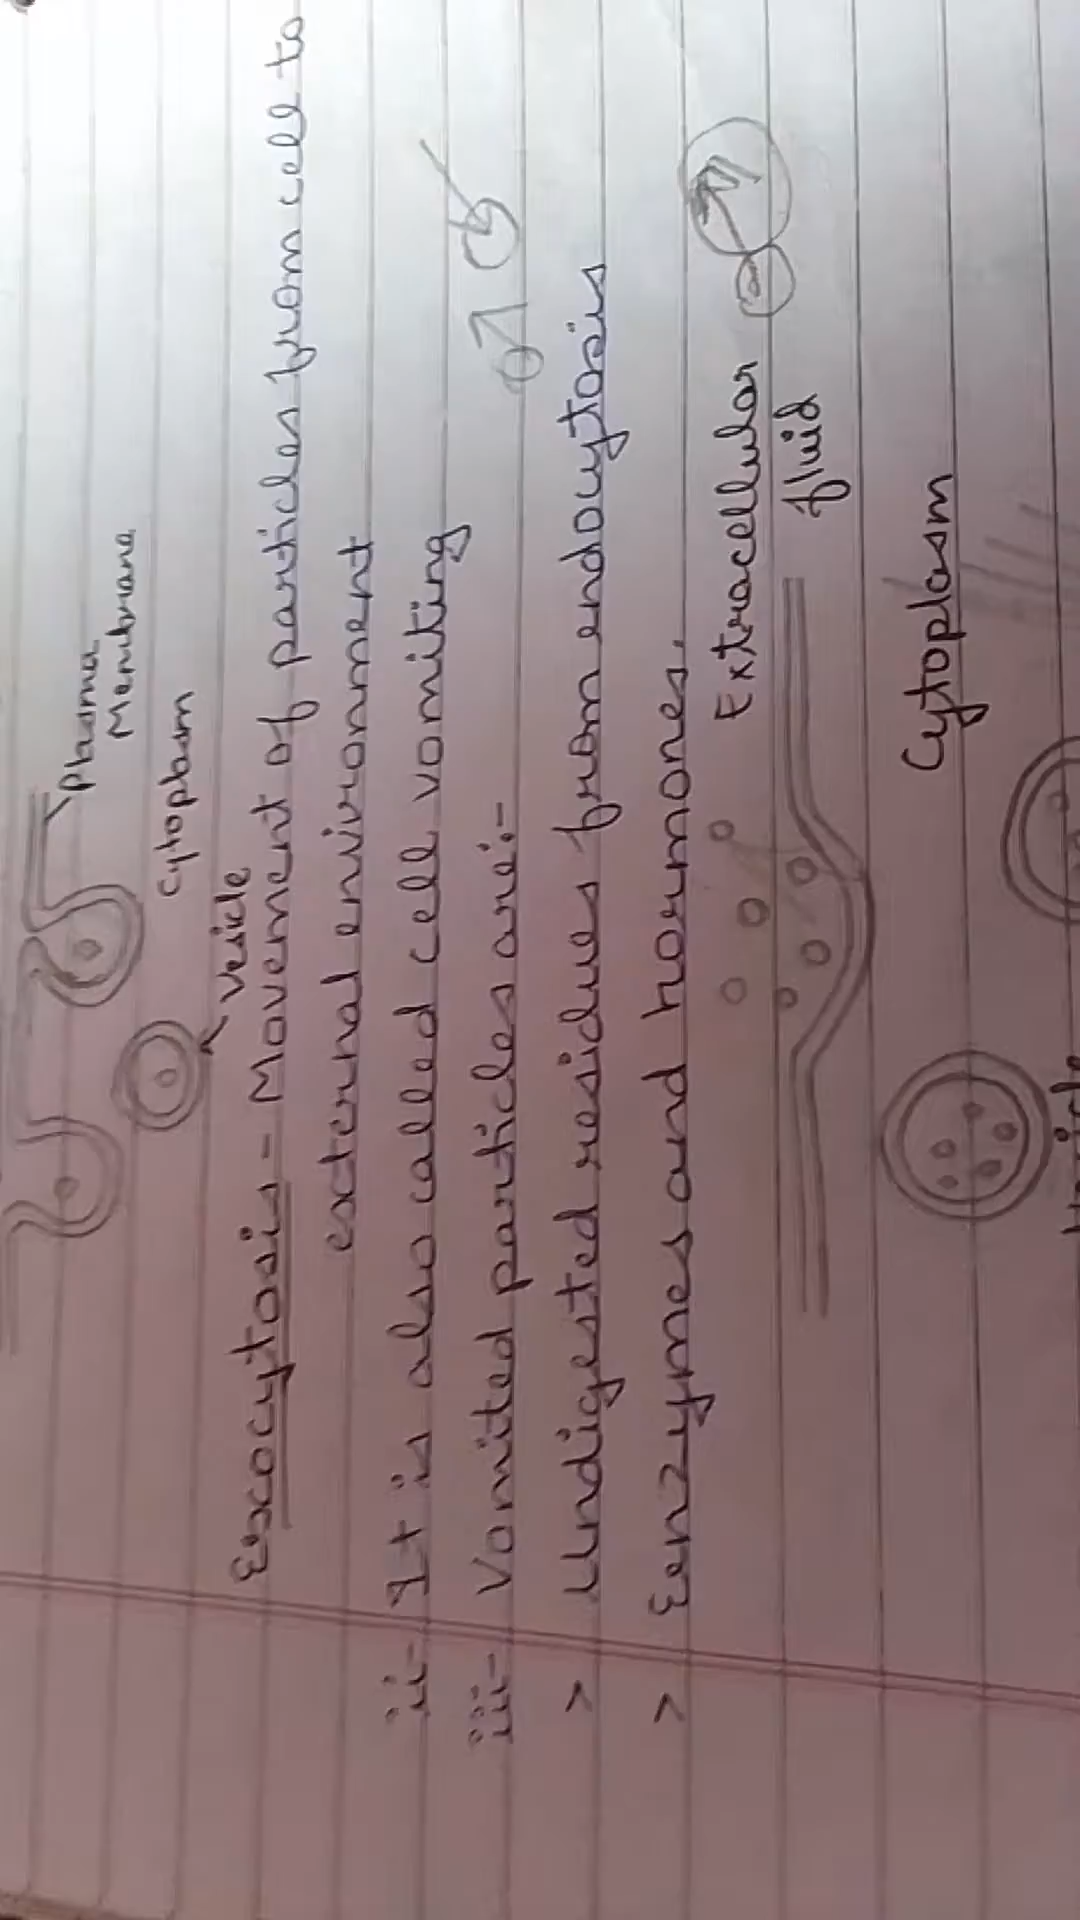 Plasma
Membrane
Cytoplasm
Vesicle
Exocytosis - Movement of particles from cell to
external environment
ii- It is also called cell vomiting
iii- Vomited particles are:-
> Undigested residues from endocytosis
> Eenzymes and hormones.
Extracellular
fluid
Cytoplasm